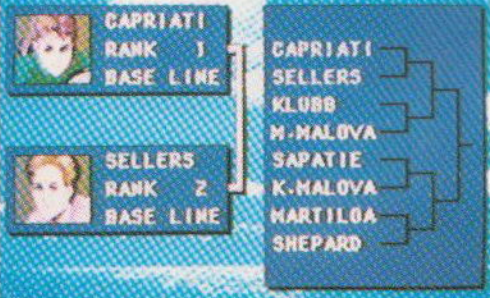 CAPRIATI
RANK 1
BASE LINE
SELLERS
RANK 2
BASE LINE
CAPRIATI
SELLERS
KLUBB
M.MALOVA
SAPATIE
K.MALOVA
MARTILOA
SHEPARD